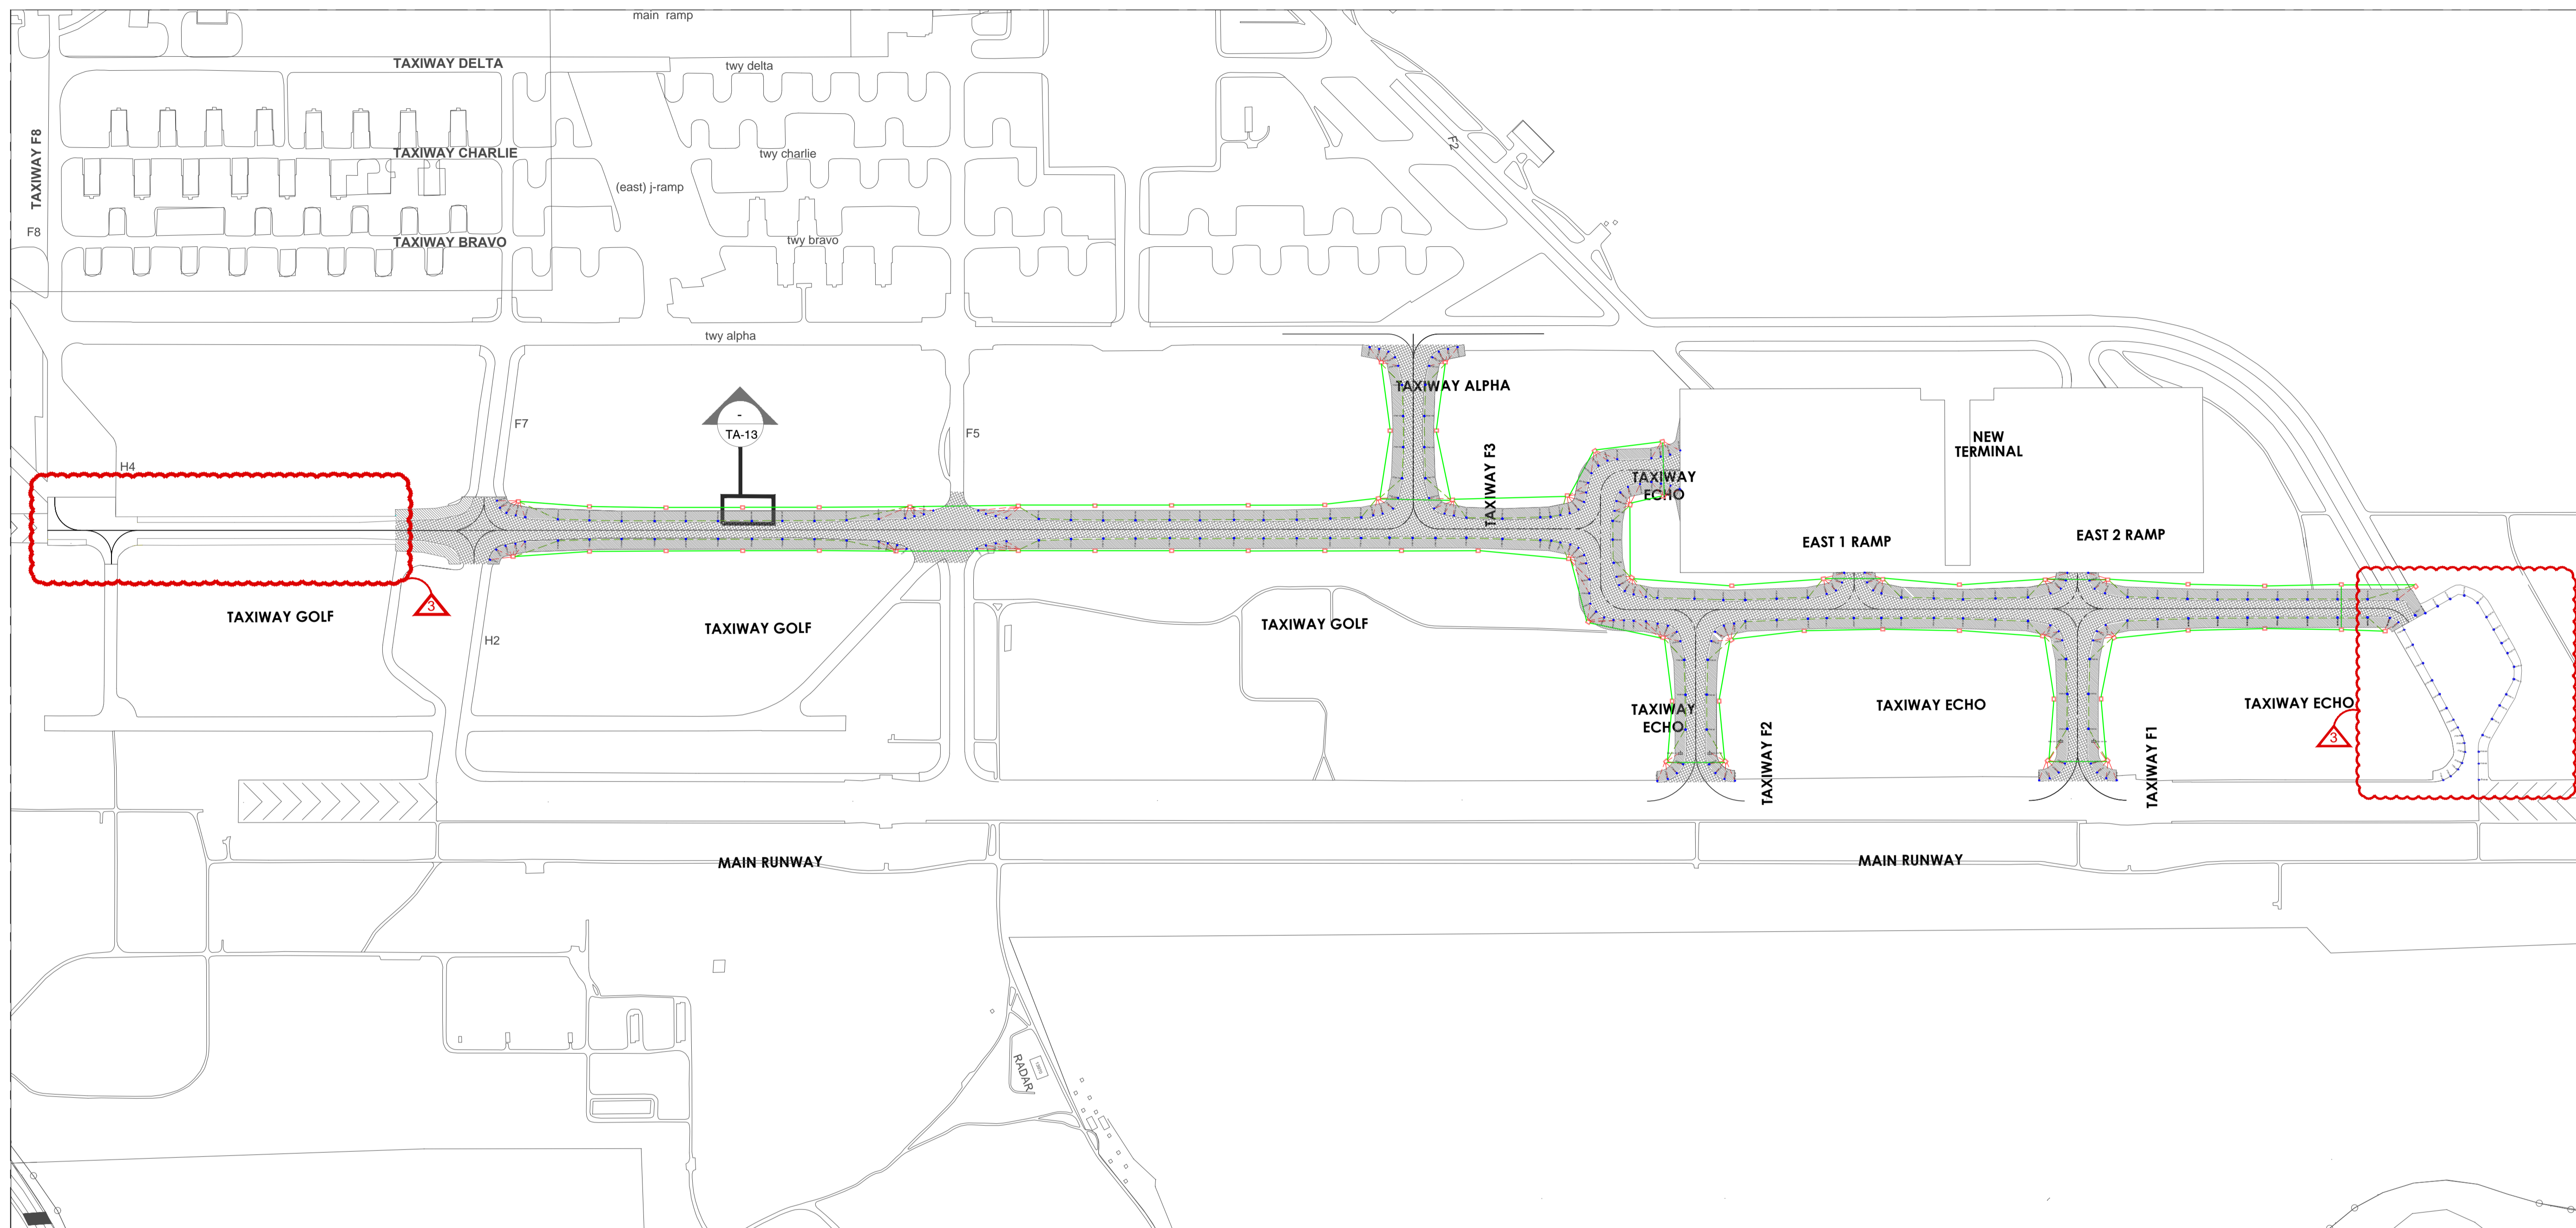 main ramp
TAXIWAY DELTA
twy delta
TAXIWAY F8
TAXIWAY CHARLIE
twy charlie
F2
(east) j-ramp
F8
TAXIWAY BRAVO
twy bravo
twy alpha
TAXIWAY ALPHA
F7
-
TA-13
F5
TAXIWAY F3
NEW
TERMINAL
H4
TAXIWAY
ECHO
EAST 1 RAMP
EAST 2 RAMP
3
TAXIWAY GOLF
TAXIWAY GOLF
TAXIWAY GOLF
H2
TAXIWAY
ECHO
TAXIWAY F2
TAXIWAY ECHO
TAXIWAY F1
TAXIWAY ECHO
3
MAIN RUNWAY
MAIN RUNWAY
RADAR